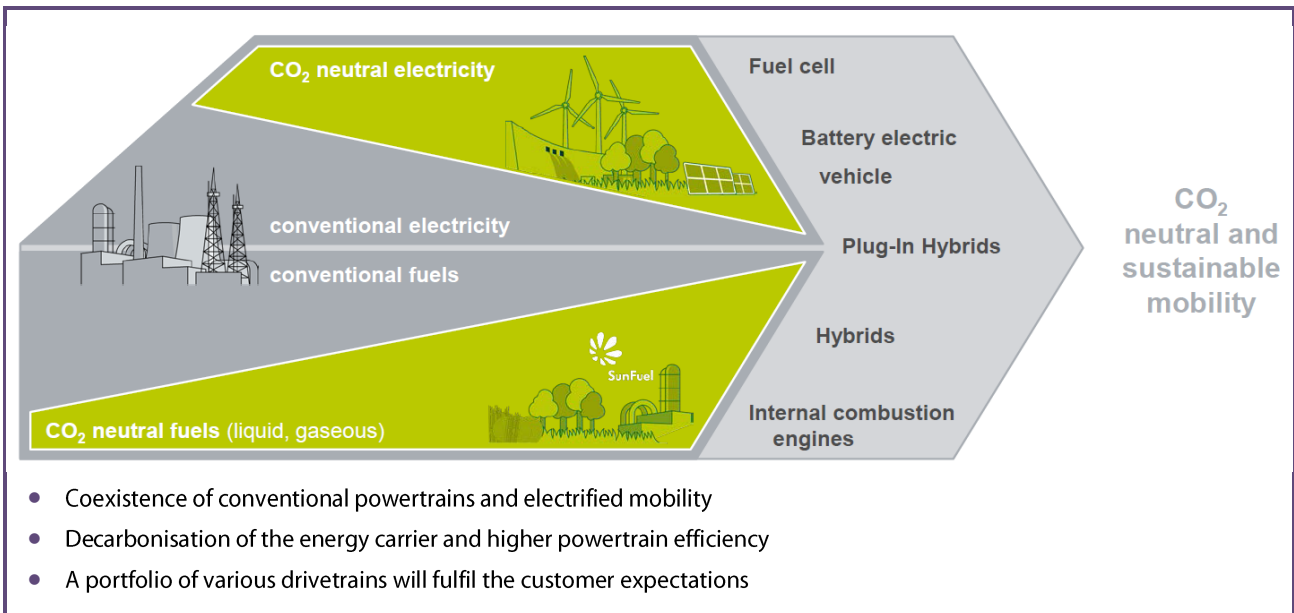 CO₂ neutral electricity
Fuel cell
Battery electric
vehicle
conventional electricity
Plug-In Hybrids
conventional fuels
CO₂
neutral and
sustainable
mobility
Hybrids
SunFuel
Internal combustion
engines
CO₂ neutral fuels (liquid, gaseous)
• Coexistence of conventional powertrains and electrified mobility
• Decarbonisation of the energy carrier and higher powertrain efficiency
• A portfolio of various drivetrains will fulfil the customer expectations